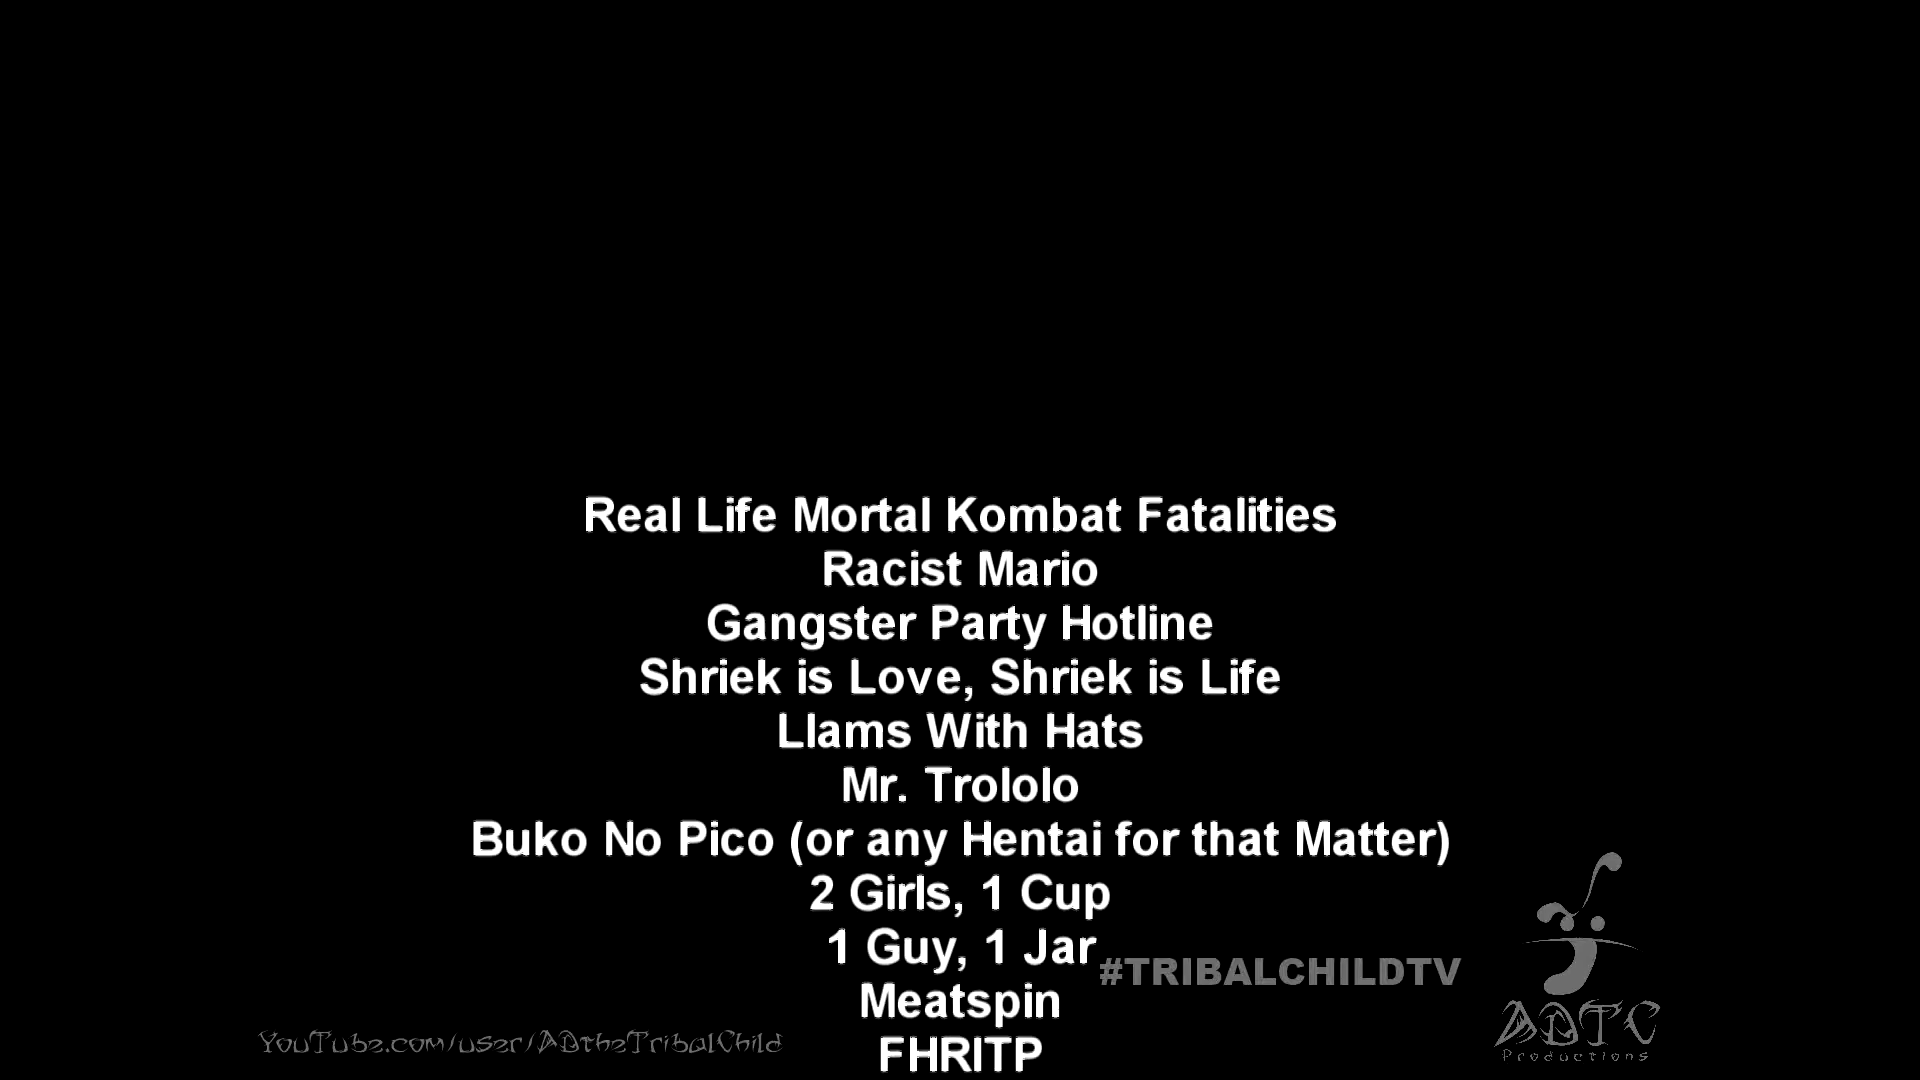 Real Life Mortal Kombat Fatalities
Racist Mario
Gangster Party Hotline
Shriek is Love, Shriek is Life
Llams With Hats
Mr. Trololo
Buko No Pico (or any Hentai for that Matter)
2 Girls, 1 Cup
1 Guy, 1 Jar
#TRIBALCHILDTV
Meatspin
FHRITP
YouTube.com/user/ADtheTribalChild
ADTC
Productions